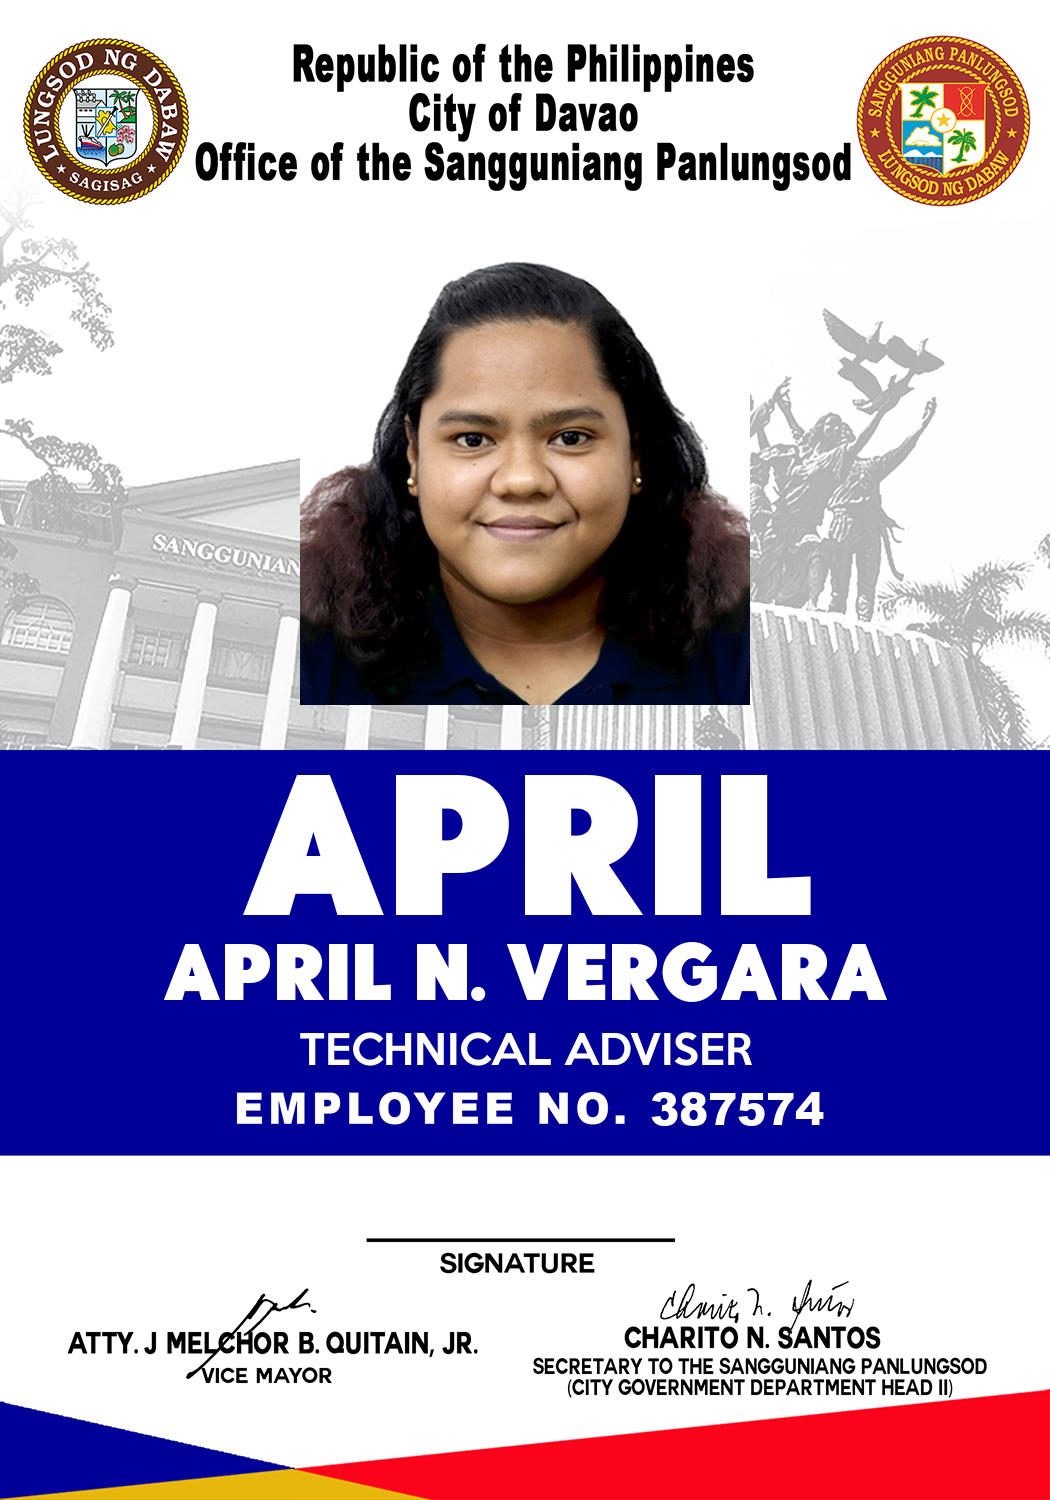 Republic of the Philippines
City of Davao
Office of the Sangguniang Panlungsod
LUNGSOD NG DABAW
SAGISAG
SANGGUNIANG PANLUNGSOD
LUNGSOD NG DABAW
SANGGUNIAN
APRIL
APRIL N. VERGARA
TECHNICAL ADVISER
EMPLOYEE NO. 387574
SIGNATURE
ATTY. J MELCHOR B. QUITAIN, JR.
VICE MAYOR
CHARITO N. SANTOS
SECRETARY TO THE SANGGUNIANG PANLUNGSOD
(CITY GOVERNMENT DEPARTMENT HEAD II)